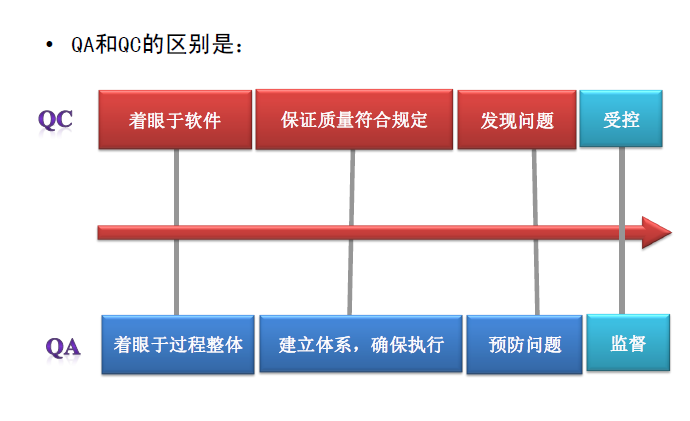 • QA和QC的区别是：
QC 着眼于软件 保证质量符合规定 发现问题 受控
QA 着眼于过程整体 建立体系，确保执行 预防问题 监督